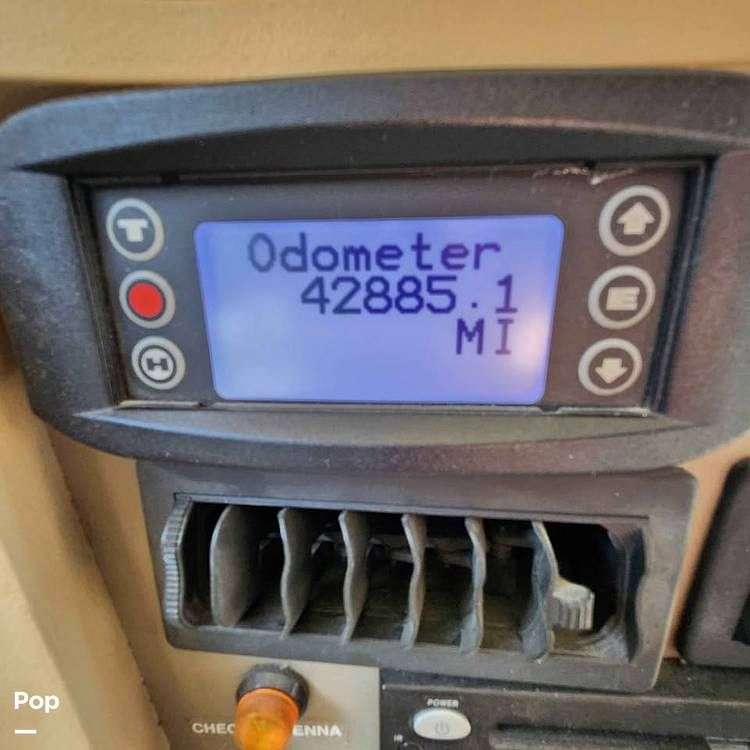 Odometer
42885.1
MI
T
E
H
POWER
Pop